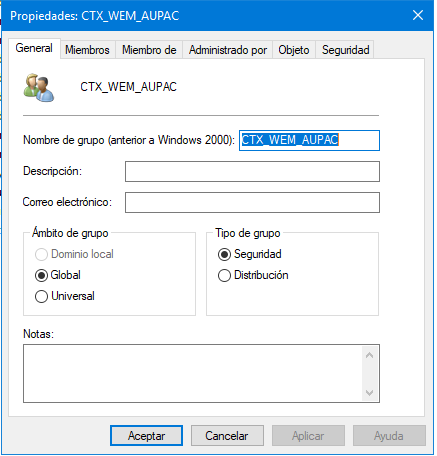 Propiedades: CTX_WEM_AUPAC
General Miembros Miembro de Administrado por Objeto Seguridad
CTX_WEM_AUPAC
Nombre de grupo (anterior a Windows 2000): CTX_WEM_AUPAC
Descripción:
Correo electrónico:
Ámbito de grupo Tipo de grupo
Dominio local Seguridad
Global Distribución
Universal
Notas:
Aceptar Cancelar Aplicar Ayuda